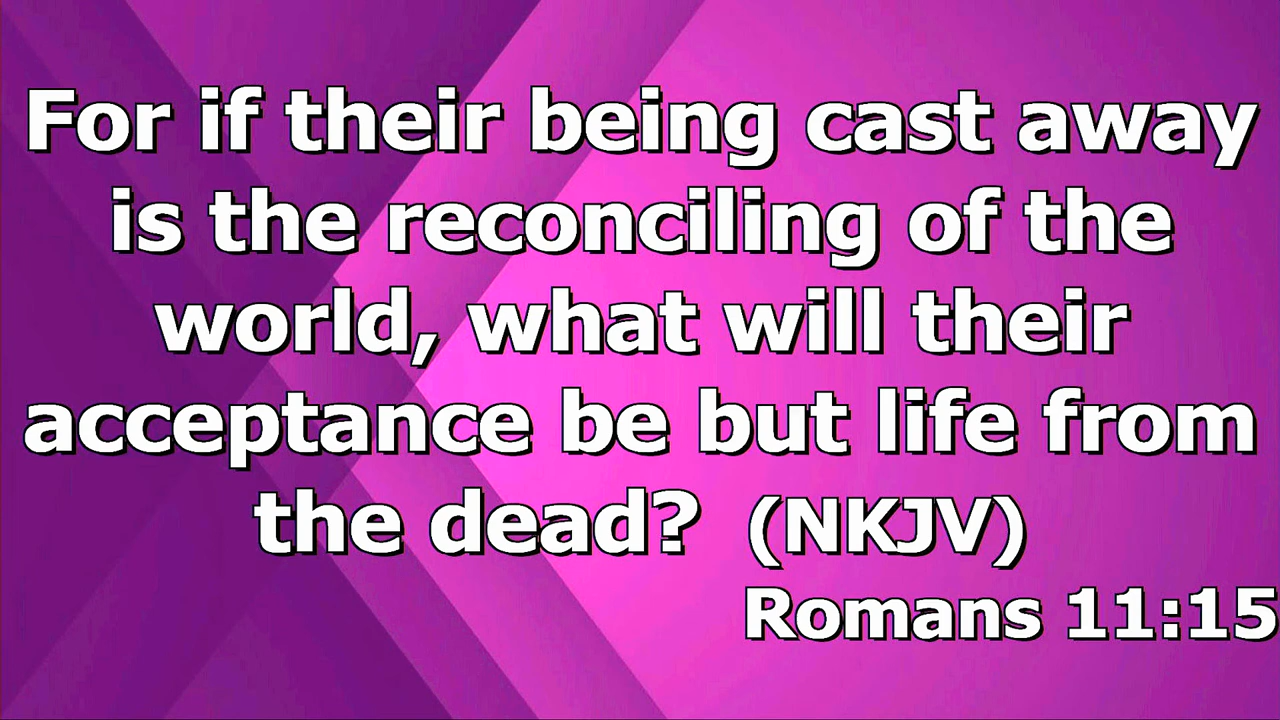 For if their being cast away
is the reconciling of the
world, what will their
acceptance be but life from
the dead? (NKJV)
Romans 11:15